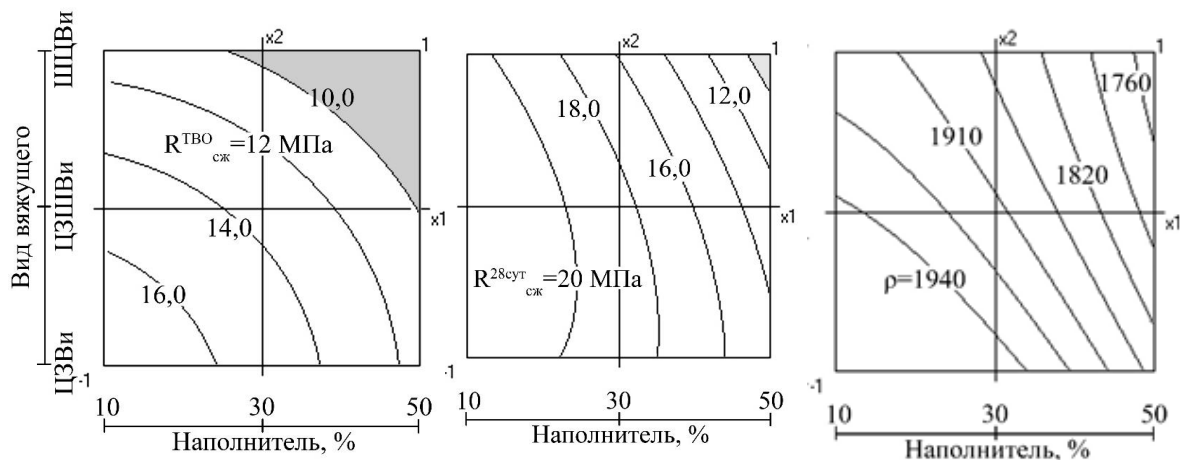 Вид вяжущего
ШЩВи
ЦЗШВи
ЦЗВи
x2
1
10,0
RТВОсж=12 МПа
x1
14,0
16,0
-1
10 30 50
Наполнитель, %
x2
1
12,0
18,0
16,0
x1
R28сутсж=20 МПа
-1
10 30 50
Наполнитель, %
x2
1
1760
1910
1820
x1
ρ=1940
-1
10 30 50
Наполнитель, %